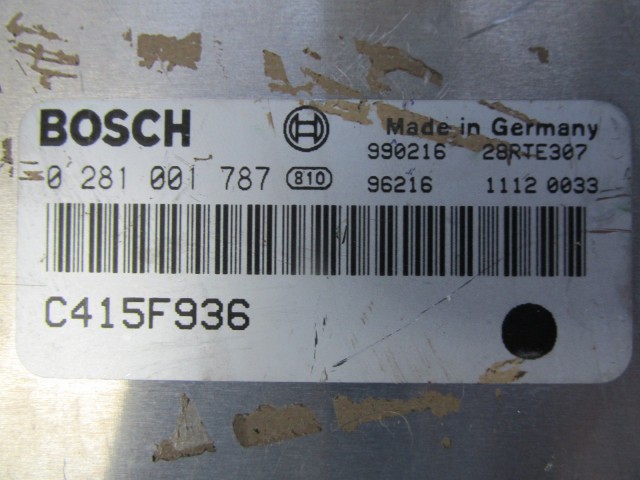 BOSCH Made in Germany
990216 28RTE307
0 281 001 787 810 96216 1112 0033
C415F936